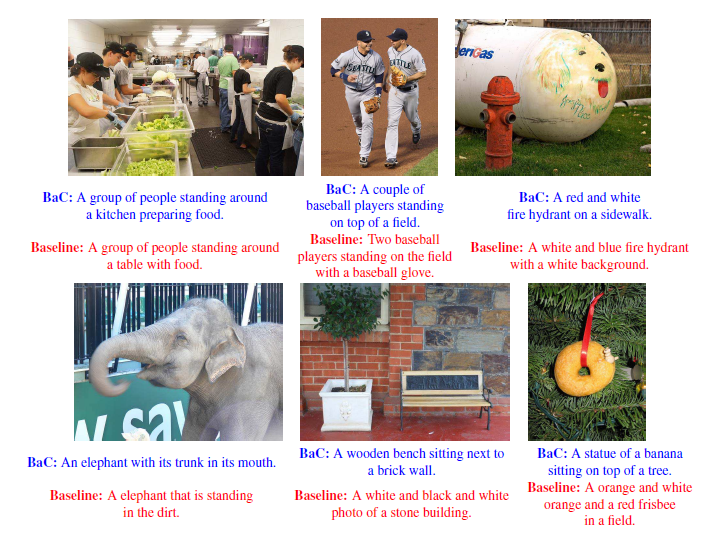 eriGas
SEATTLE
SEATTLE
BaC: A group of people standing around
a kitchen preparing food.
Baseline: A group of people standing around
a table with food.
BaC: A couple of
baseball players standing
on top of a field.
Baseline: Two baseball
players standing on the field
with a baseball glove.
BaC: A red and white
fire hydrant on a sidewalk.
Baseline: A white and blue fire hydrant
with a white background.
w say
BaC: An elephant with its trunk in its mouth.
Baseline: A elephant that is standing
in the dirt.
BaC: A wooden bench sitting next to
a brick wall.
Baseline: A white and black and white
photo of a stone building.
BaC: A statue of a banana
sitting on top of a tree.
Baseline: A orange and white
orange and a red frisbee
in a field.